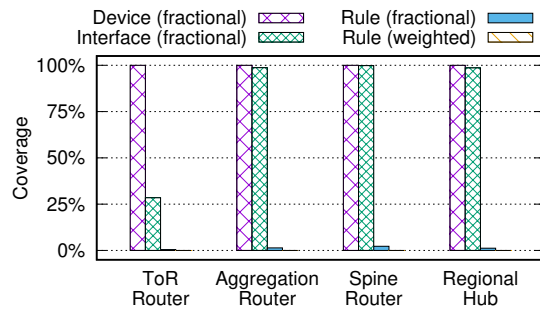 Device (fractional)
Rule (fractional)
Interface (fractional)
Rule (weighted)
100%
75%
50%
25%
0%
Coverage
ToR
Router
Aggregation
Router
Spine
Router
Regional
Hub